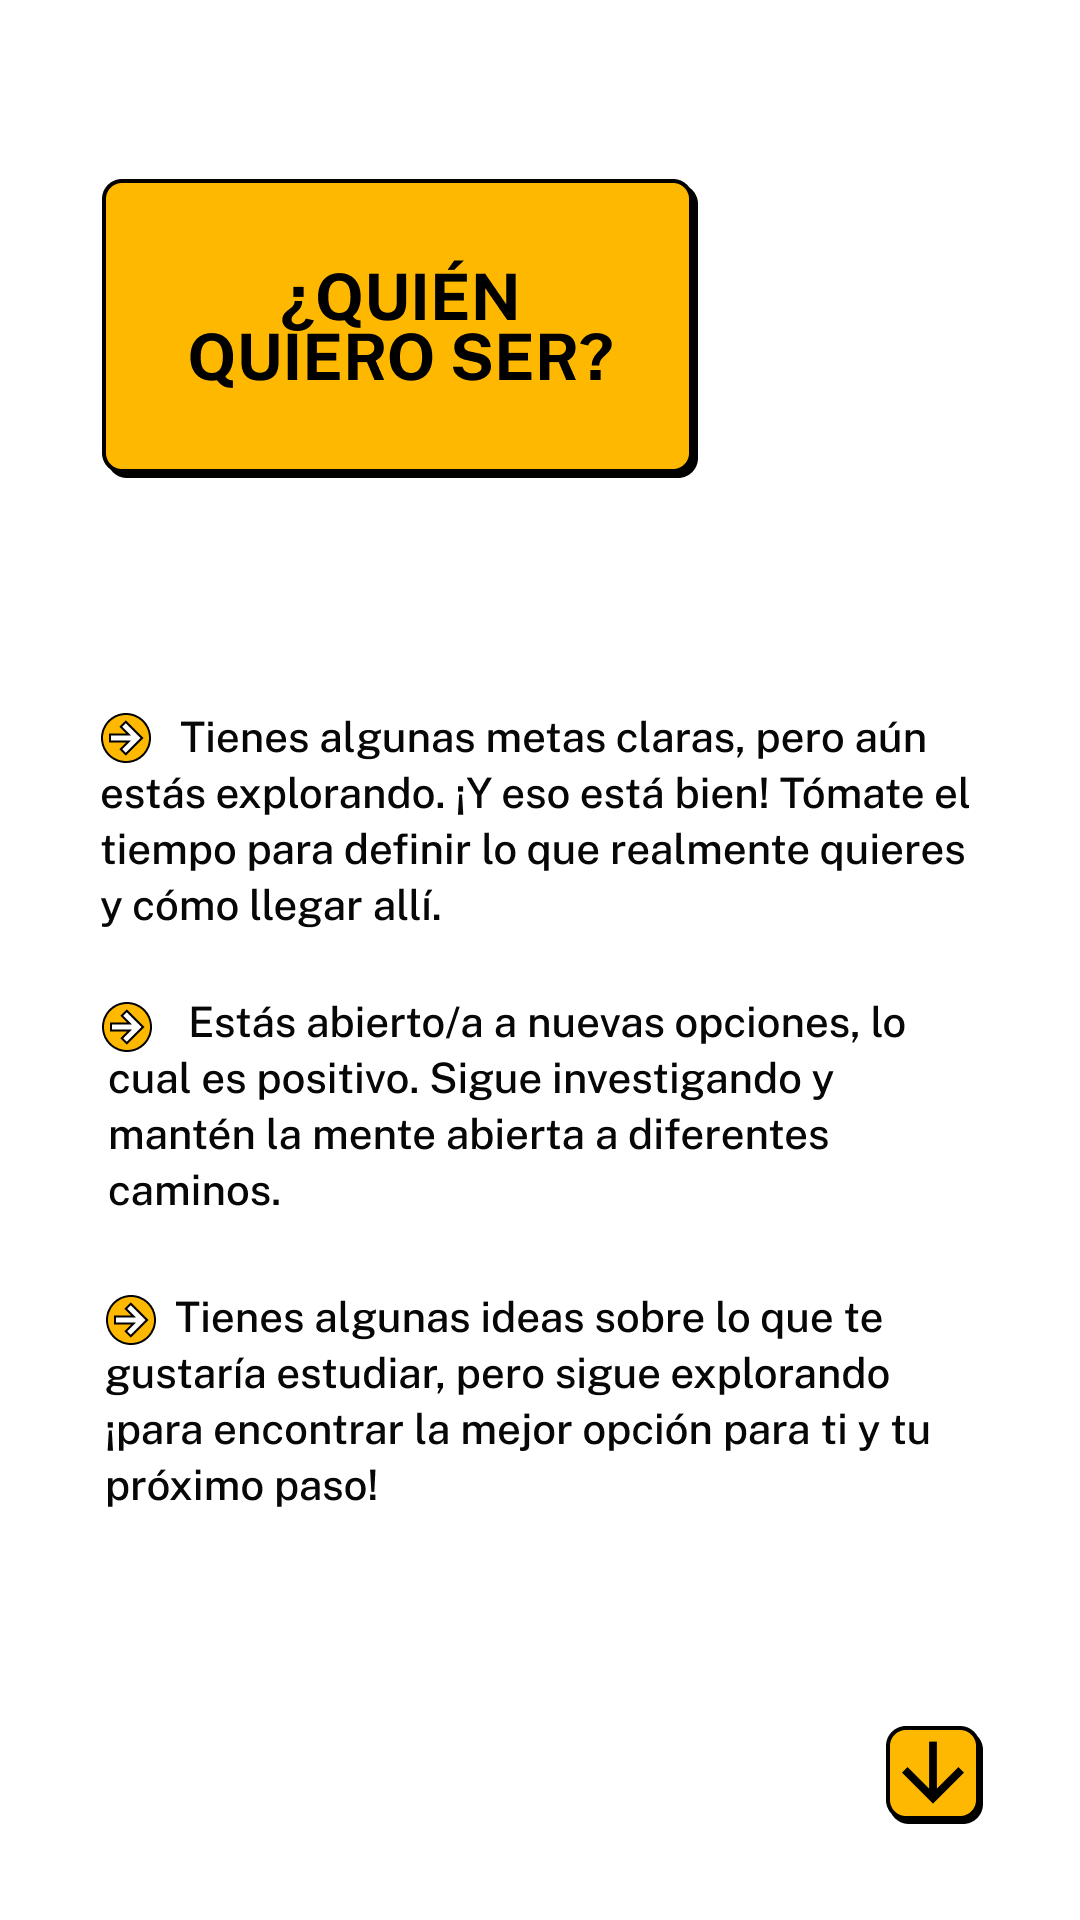 ¿QUIÉN
QUIERO SER?
Tienes algunas metas claras, pero aún
estás explorando. ¡Y eso está bien! Tómate el
tiempo para definir lo que realmente quieres
y cómo llegar allí.
Estás abierto/a a nuevas opciones, lo
cual es positivo. Sigue investigando y
mantén la mente abierta a diferentes
caminos.
Tienes algunas ideas sobre lo que te
gustaría estudiar, pero sigue explorando
¡para encontrar la mejor opción para ti y tu
próximo paso!